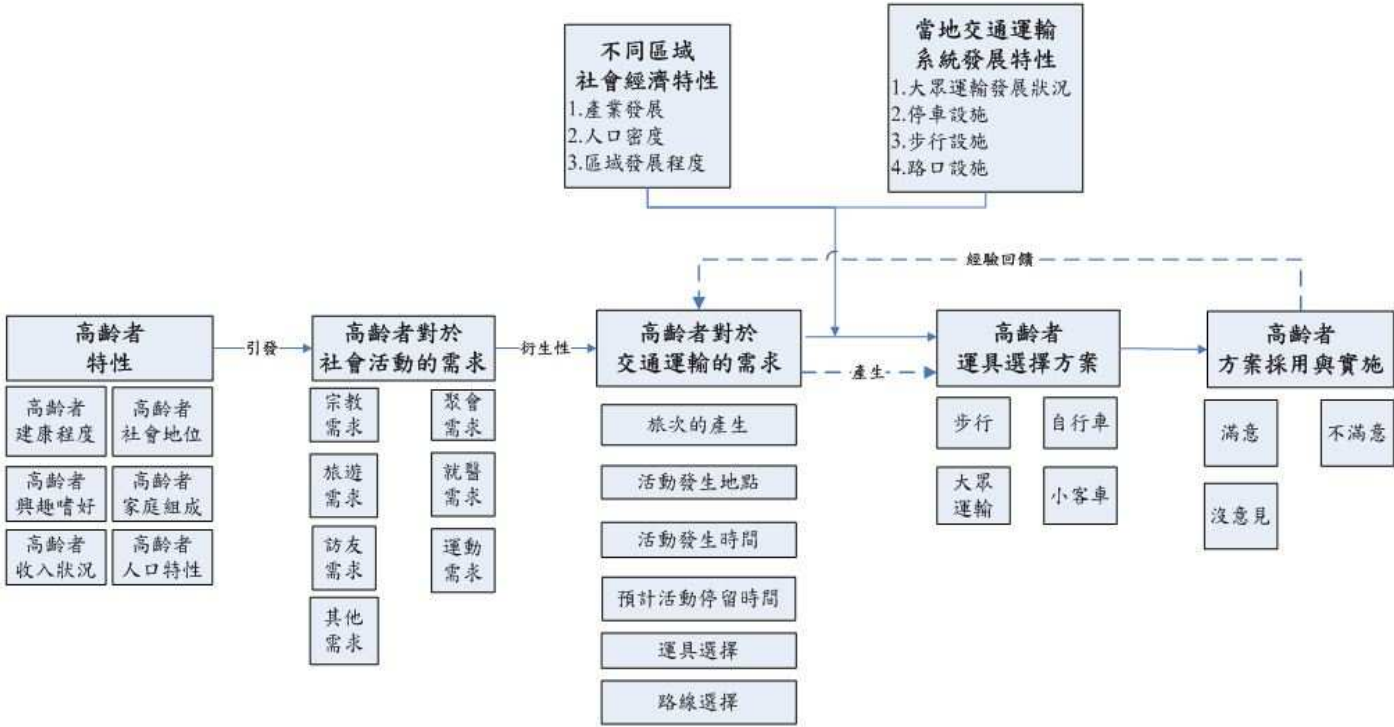 不同區域
社會經濟特性
1.產業發展
2.人口密度
3.區域發展程度
當地交通運輸
系統發展特性
1.大眾運輸發展狀況
2.停車設施
3.步行設施
4.路口設施
經驗回饋
高齡者
特性
引發
高齡者對於
社會活動的需求
衍生性
高齡者對於
交通運輸的需求
產生
高齡者
運具選擇方案
高齡者
方案採用與實施
高齡者
建康程度
高齡者
社會地位
高齡者
興趣嗜好
高齡者
家庭組成
高齡者
收入狀況
高齡者
人口特性
宗教
需求
聚會
需求
旅遊
需求
就醫
需求
訪友
需求
運動
需求
其他
需求
旅次的產生
活動發生地點
活動發生時間
預計活動停留時間
運具選擇
路線選擇
步行
自行車
大眾
運輸
小客車
滿意
不滿意
沒意見